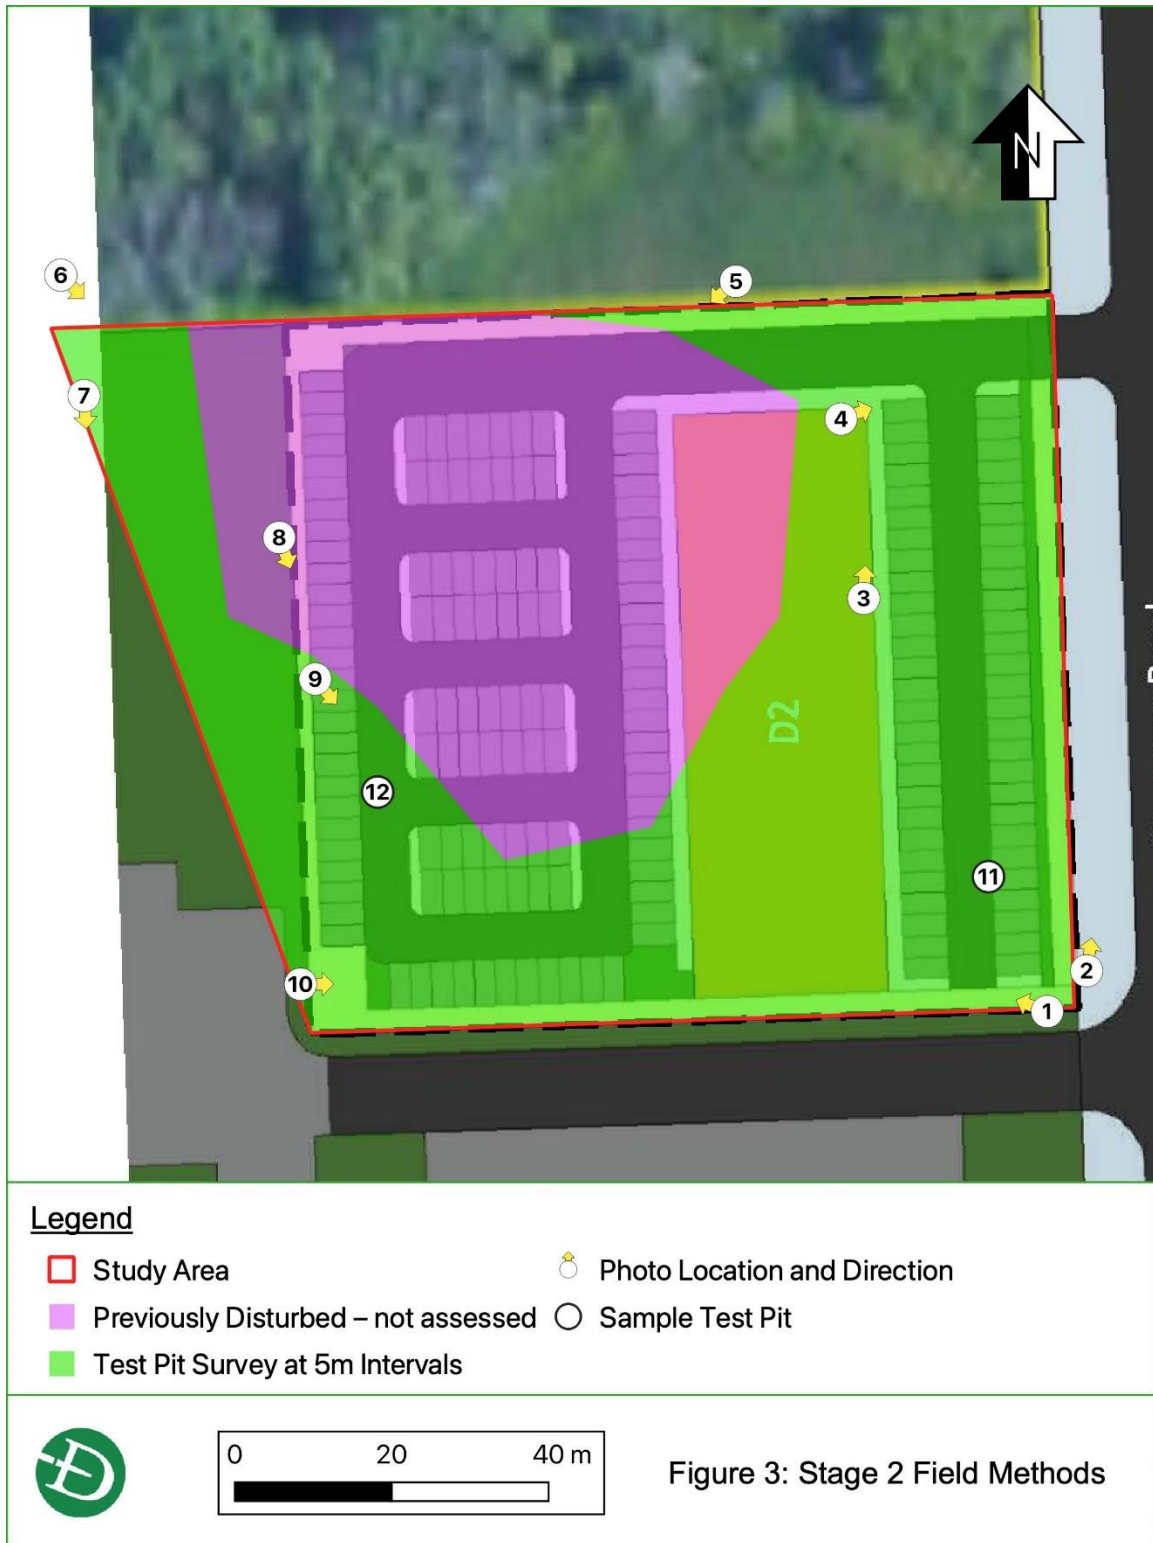 N
6
5
7
4
8
3
9
D2
12
11
10
2
1
Legend
Study Area
Photo Location and Direction
Previously Disturbed – not assessed
Sample Test Pit
Test Pit Survey at 5m Intervals
0 20 40 m
Figure 3: Stage 2 Field Methods